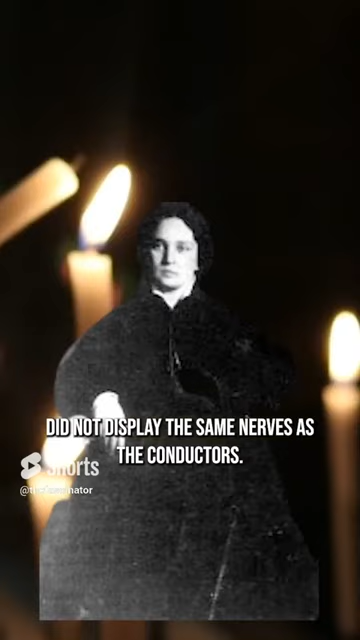 DID NOT DISPLAY THE SAME NERVES AS
THE CONDUCTORS.
Shorts